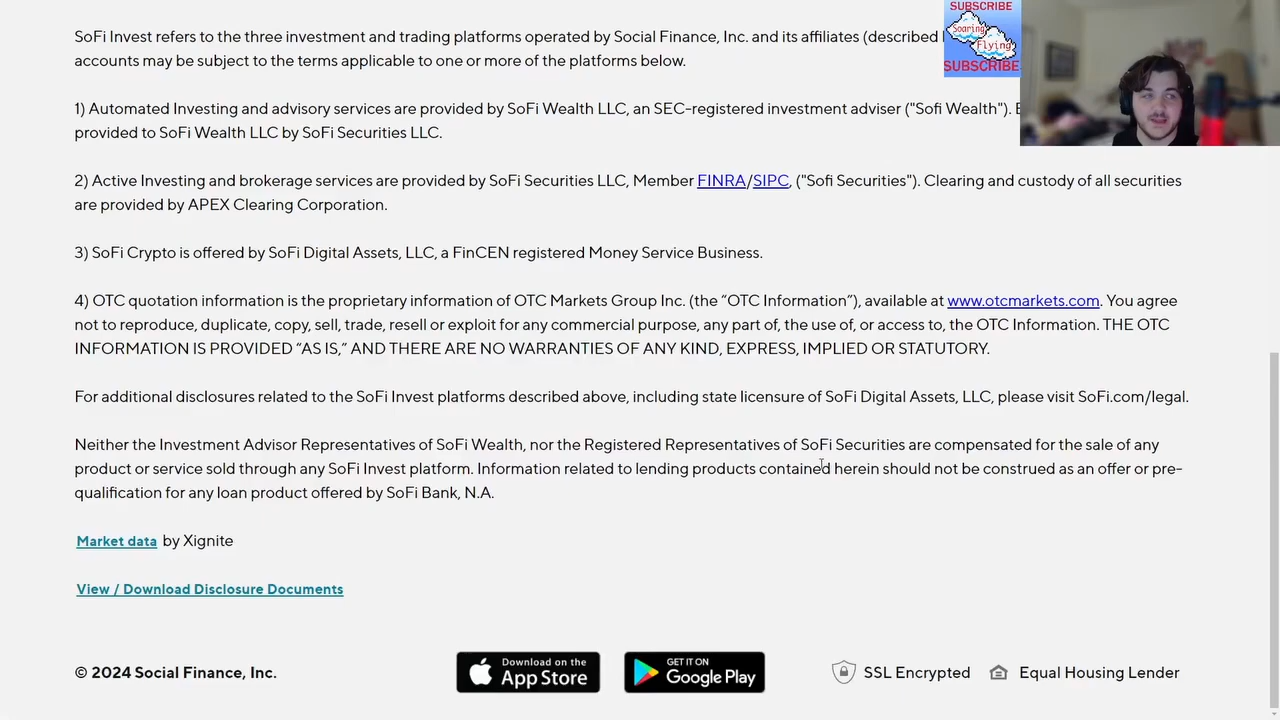 SUBSCRIBE
Soaring
Flying
SUBSCRIBE
SoFi Invest refers to the three investment and trading platforms operated by Social Finance, Inc. and its affiliates (described
accounts may be subject to the terms applicable to one or more of the platforms below.
1) Automated Investing and advisory services are provided by SoFi Wealth LLC, an SEC-registered investment adviser ("Sofi Wealth").
provided to SoFi Wealth LLC by SoFi Securities LLC.
2) Active Investing and brokerage services are provided by SoFi Securities LLC, Member FINRA/SIPC, ("Sofi Securities"). Clearing and custody of all securities
are provided by APEX Clearing Corporation.
3) SoFi Crypto is offered by SoFi Digital Assets, LLC, a FinCEN registered Money Service Business.
4) OTC quotation information is the proprietary information of OTC Markets Group Inc. (the “OTC Information”), available at www.otcmarkets.com. You agree
not to reproduce, duplicate, copy, sell, trade, resell or exploit for any commercial purpose, any part of, the use of, or access to, the OTC Information. THE OTC
INFORMATION IS PROVIDED “AS IS,” AND THERE ARE NO WARRANTIES OF ANY KIND, EXPRESS, IMPLIED OR STATUTORY.
For additional disclosures related to the SoFi Invest platforms described above, including state licensure of SoFi Digital Assets, LLC, please visit SoFi.com/legal.
Neither the Investment Advisor Representatives of SoFi Wealth, nor the Registered Representatives of SoFi Securities are compensated for the sale of any
product or service sold through any SoFi Invest platform. Information related to lending products contained herein should not be construed as an offer or pre-
qualification for any loan product offered by SoFi Bank, N.A.
Market data by Xignite
View / Download Disclosure Documents
© 2024 Social Finance, Inc.
Download on the
App Store
GET IT ON
Google Play
SSL Encrypted
Equal Housing Lender